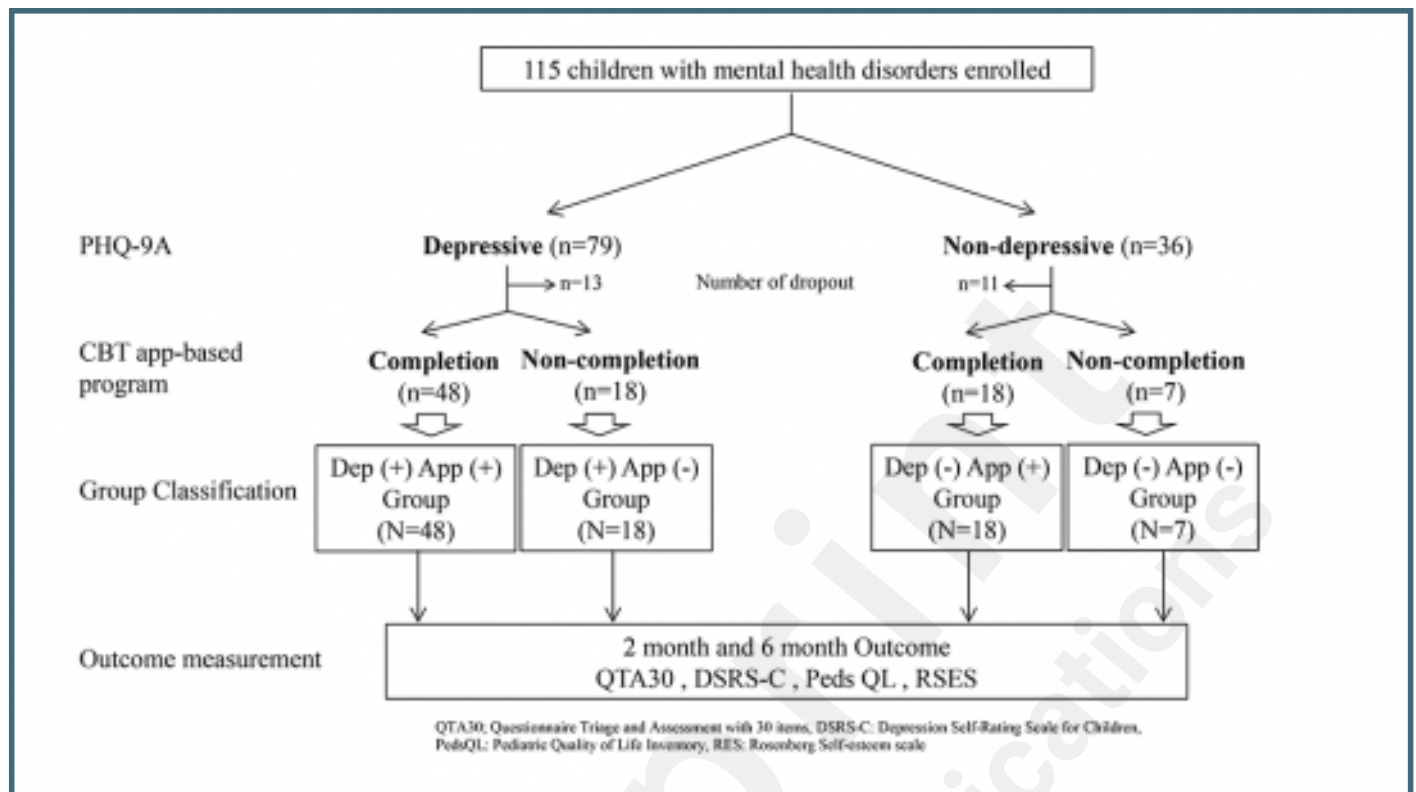 115 children with mental health disorders enrolled
PHQ-9A
Depressive (n=79)
Non-depressive (n=36)
n=13
Number of dropout
n=11
CBT app-based
program
Completion
(n=48)
Non-completion
(n=18)
Completion
(n=18)
Non-completion
(n=7)
Group Classification
Dep (+) App (+)
Group
(N=48)
Dep (+) App (-)
Group
(N=18)
Dep (-) App (+)
Group
(N=18)
Dep (-) App (-)
Group
(N=7)
Outcome measurement
2 month and 6 month Outcome
QTA30 , DSRS-C , Peds QL , RSES
QTA30; Questionnaire Triage and Assessment with 30 items, DSRS-C: Depression Self-Rating Scale for Children,
PedsQL: Pediatric Quality of Life Inventory, RES: Rosenberg Self-esteem scale
rint
ications